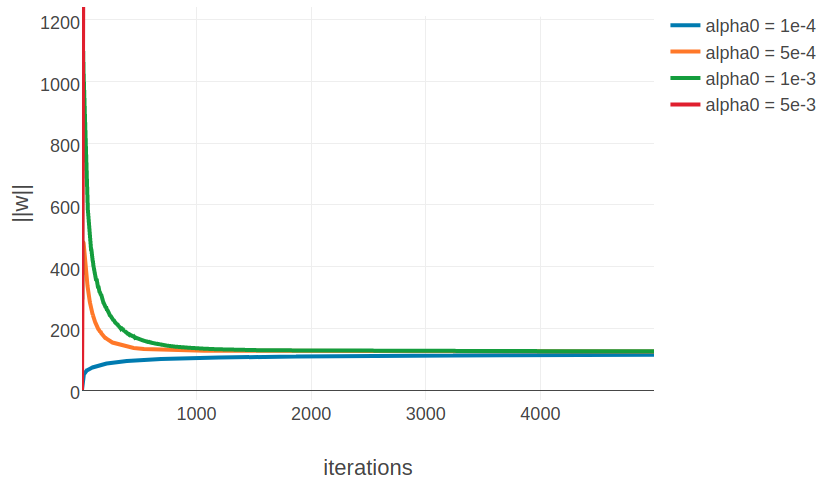 1200
1000
800
600
400
200
0
||w||
1000
2000
3000
4000
iterations
alpha0 = 1e-4
alpha0 = 5e-4
alpha0 = 1e-3
alpha0 = 5e-3